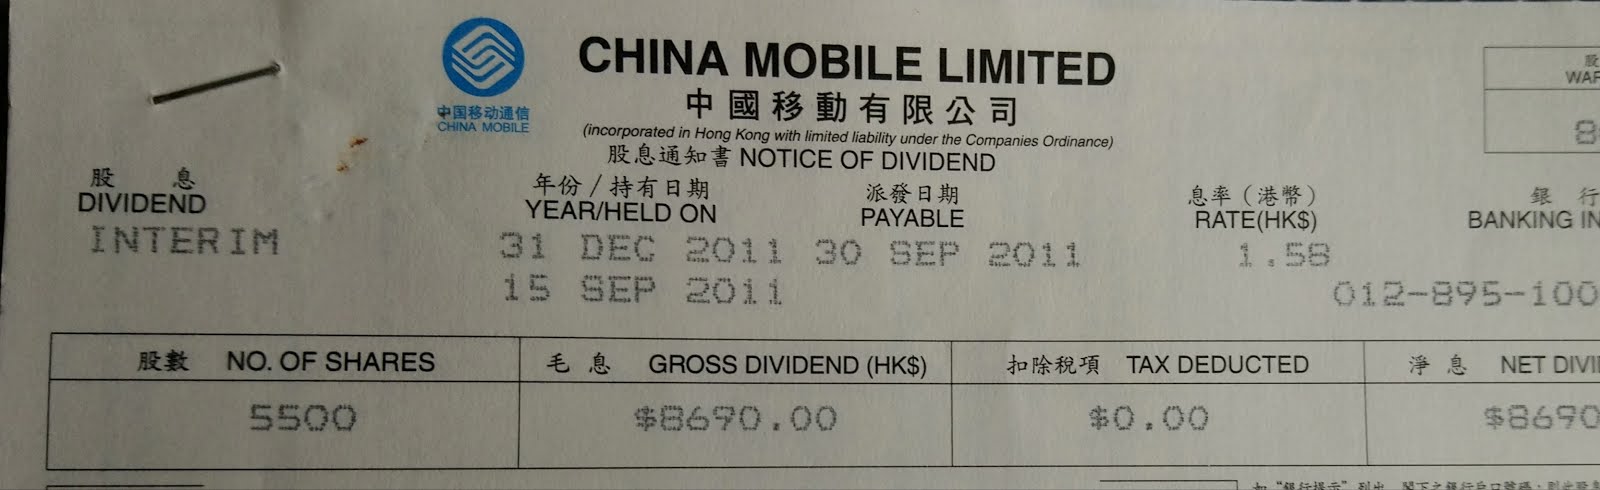 CHINA MOBILE LIMITED
中國移動有限公司
中国移动通信
CHINA MOBILE
(incorporated in Hong Kong with limited liability under the Companies Ordinance)
股息通知書 NOTICE OF DIVIDEND
股息 年份 / 持有日期 派發日期 息率 (港幣) 銀行
DIVIDEND YEAR/HELD ON PAYABLE RATE(HK$) BANKING IN
INTERIM 31 DEC 2011 30 SEP 2011 1.58
15 SEP 2011 012-895-100
股數 NO. OF SHARES 毛息 GROSS DIVIDEND (HK$) 扣除稅項 TAX DEDUCTED 淨息 NET DIVI
5500 $8690.00 $0.00 $8690